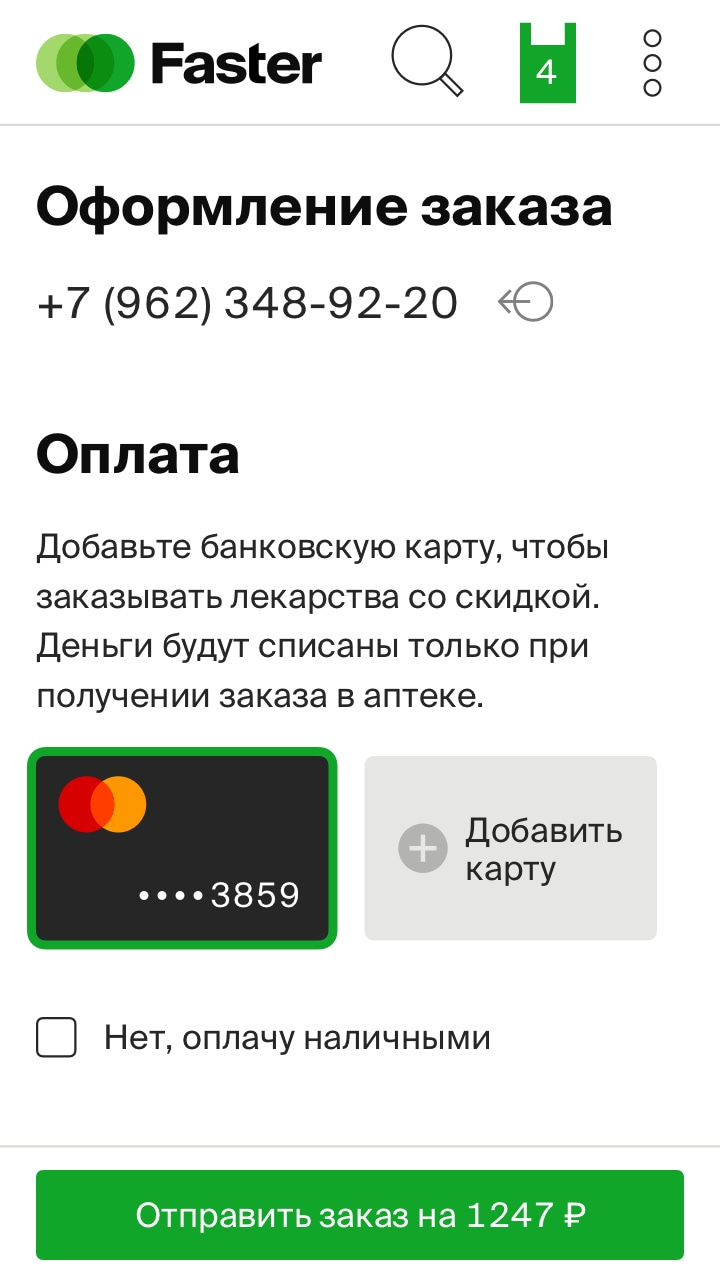 Faster
4
Оформление заказа
+7 (962) 348-92-20
Оплата
Добавьте банковскую карту, чтобы
заказывать лекарства со скидкой.
Деньги будут списаны только при
получении заказа в аптеке.
••••3859
Добавить
карту
Нет, оплачу наличными
Отправить заказ на 1247 ₽